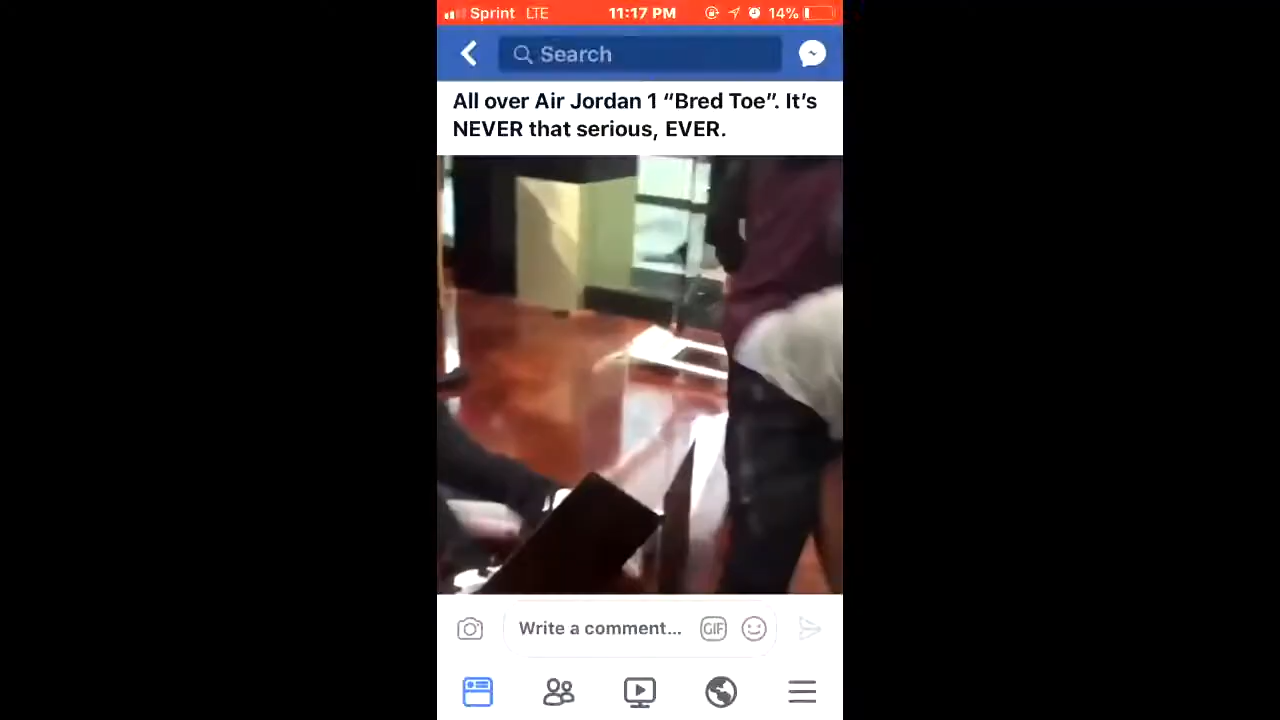 Sprint LTE 11:17 PM 14%
Search
All over Air Jordan 1 “Bred Toe”. It’s
NEVER that serious, EVER.
Write a comment... GIF